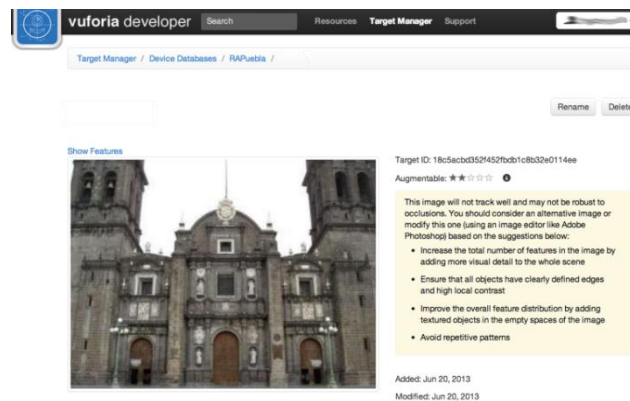 vuforia developer Search Resources Target Manager Support
Target Manager / Device Databases / RAPuebla /
Rename Delete
Show Features
Target ID: 18c5acbd352f452fbdb1c8b32e0114ee
Augmentable:
This image will not track well and may not be robust to
occlusions. You should consider an alternative image or
modify this one (using an image editor like Adobe
Photoshop) based on the suggestions below:
• Increase the total number of features in the image by
adding more visual detail to the whole scene
• Ensure that all objects have clearly defined edges
and high local contrast
• Improve the overall feature distribution by adding
textured objects in the empty spaces of the image
• Avoid repetitive patterns
Added: Jun 20, 2013
Modified: Jun 20, 2013